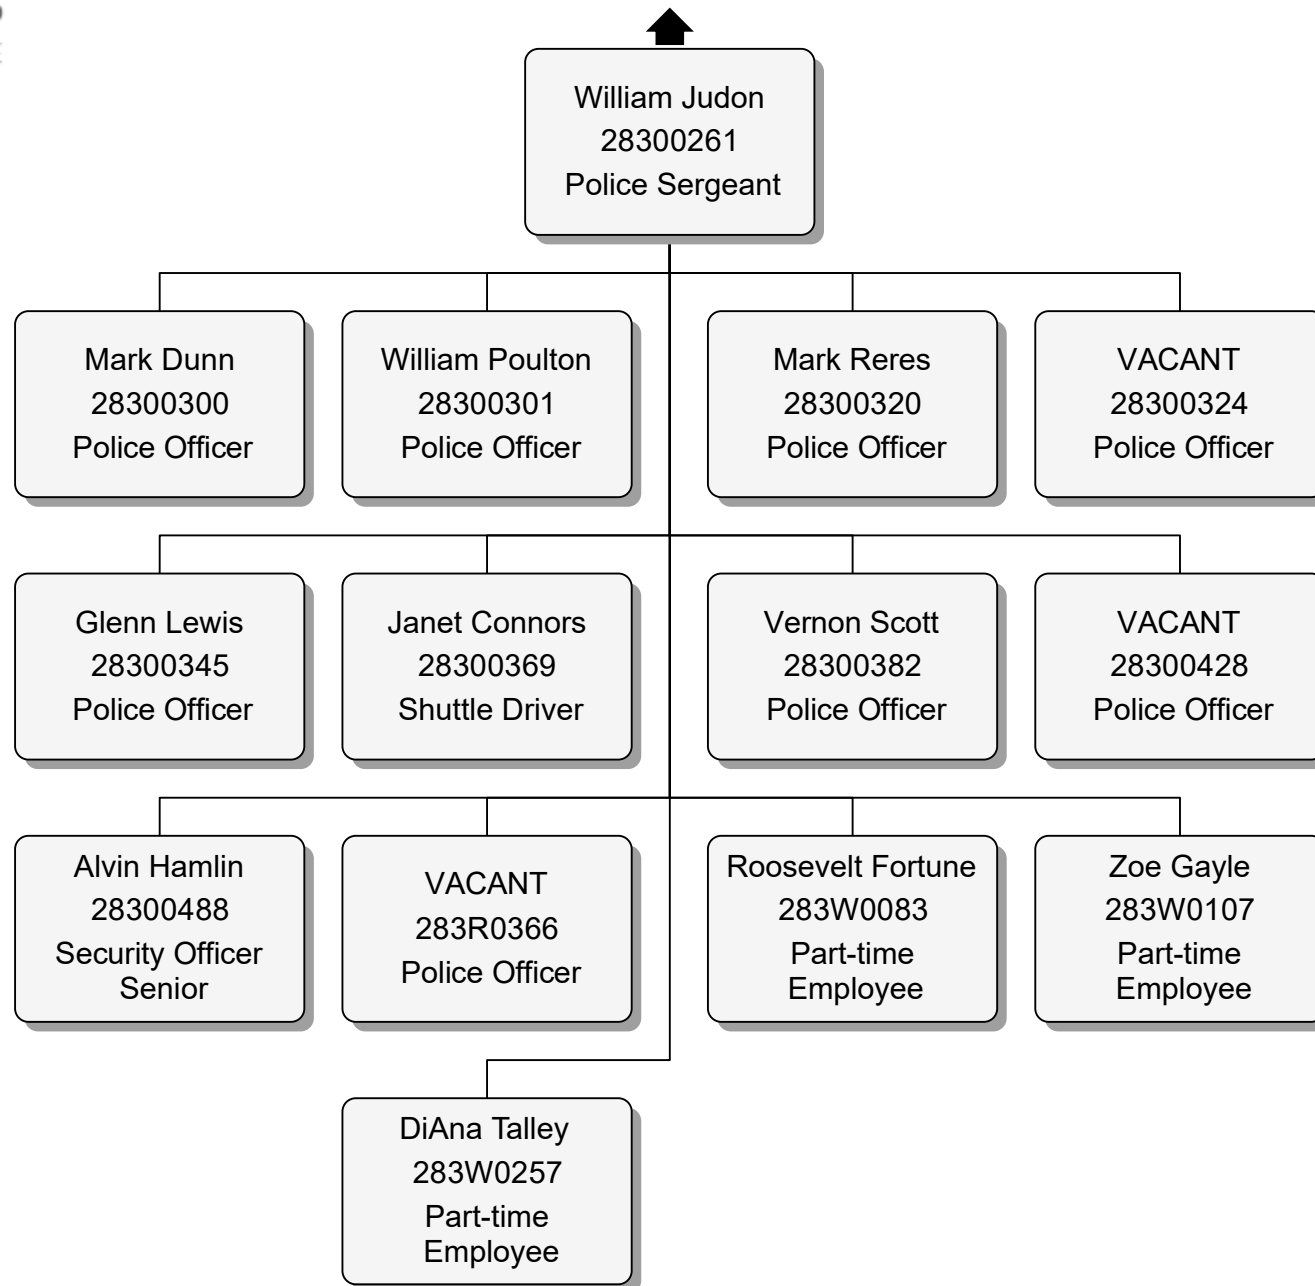 William Judon
28300261
Police Sergeant
Mark Dunn
28300300
Police Officer
William Poulton
28300301
Police Officer
Mark Reres
28300320
Police Officer
VACANT
28300324
Police Officer
Glenn Lewis
28300345
Police Officer
Janet Connors
28300369
Shuttle Driver
Vernon Scott
28300382
Police Officer
VACANT
28300428
Police Officer
Alvin Hamlin
28300488
Security Officer
Senior
VACANT
283R0366
Police Officer
Roosevelt Fortune
283W0083
Part-time
Employee
Zoe Gayle
283W0107
Part-time
Employee
DiAna Talley
283W0257
Part-time
Employee